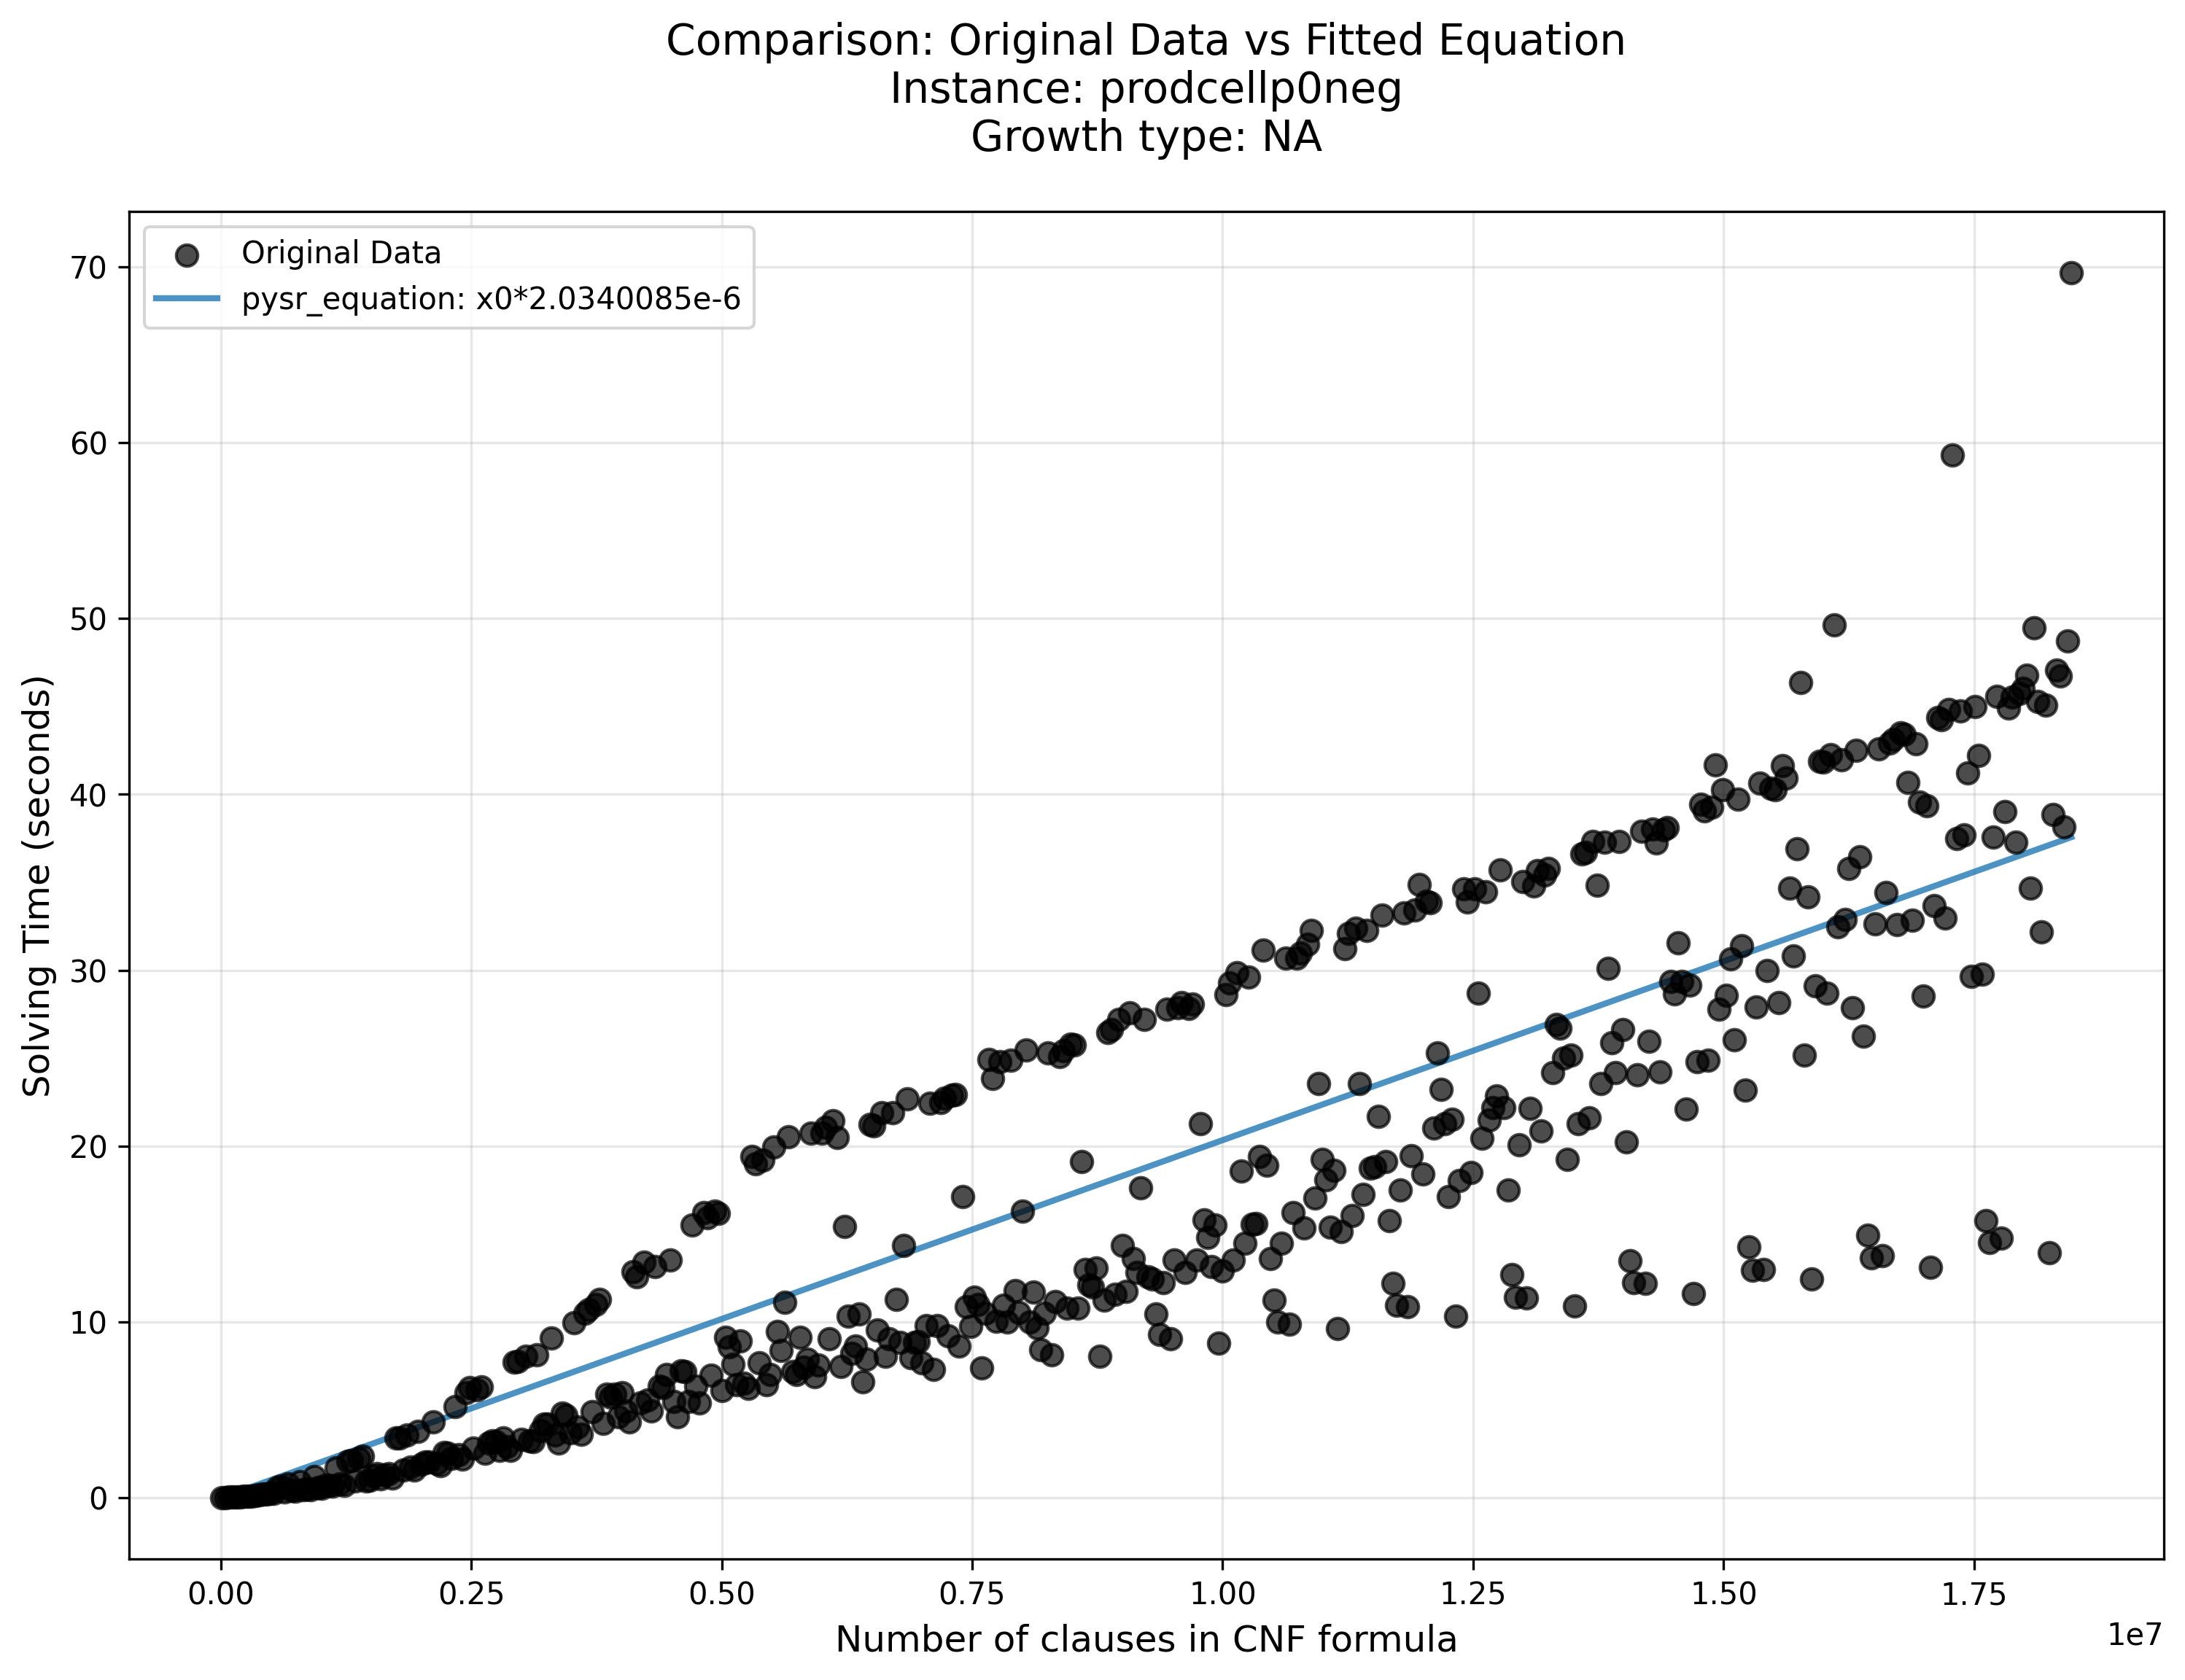 Comparison: Original Data vs Fitted Equation
Instance: prodcellp0neg
Growth type: NA
Original Data
pysr_equation: x0*2.0340085e-6
70
60
50
40
30
20
10
0
Solving Time (seconds)
0.00 0.25 0.50 0.75 1.00 1.25 1.50 1.75
1e7
Number of clauses in CNF formula